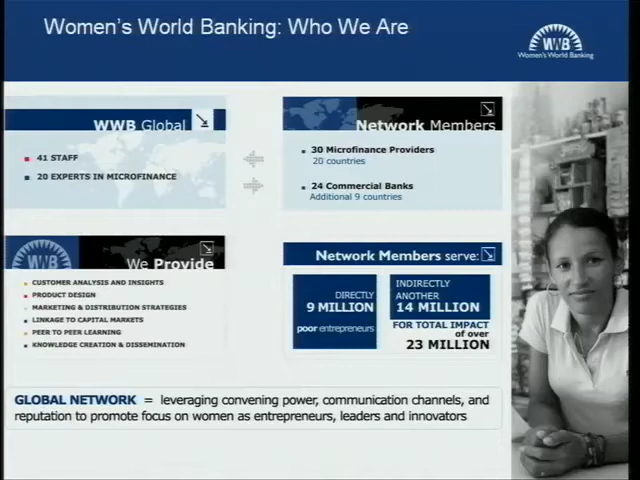 Women's World Banking: Who We Are
WWB
Women's World Banking
WWB Global
41 STAFF
20 EXPERTS IN MICROFINANCE
Network Members
30 Microfinance Providers
20 countries
24 Commercial Banks
Additional 9 countries
WWB
We Provide
CUSTOMER ANALYSIS AND INSIGHTS
PRODUCT DESIGN
MARKETING & DISTRIBUTION STRATEGIES
LINKAGE TO CAPITAL MARKETS
PEER TO PEER LEARNING
KNOWLEDGE CREATION & DISSEMINATION
Network Members serve:
DIRECTLY
9 MILLION
poor entrepreneurs
INDIRECTLY
ANOTHER
14 MILLION
FOR TOTAL IMPACT
of over
23 MILLION
GLOBAL NETWORK = leveraging convening power, communication channels, and
reputation to promote focus on women as entrepreneurs, leaders and innovators